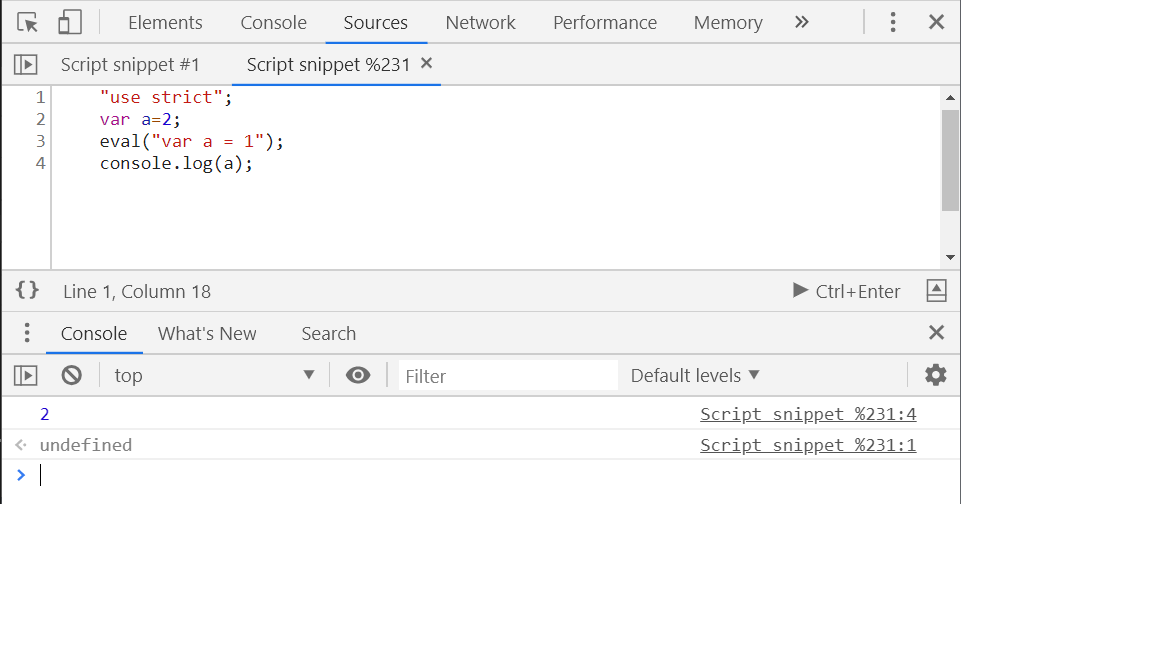 Elements Console Sources Network Performance Memory »
Script snippet #1 Script snippet %231 ×
1 "use strict";
2 var a=2;
3 eval("var a = 1");
4 console.log(a);
{} Line 1, Column 18 Ctrl+Enter
Console What's New Search
top Filter Default levels
2 Script snippet %231:4
undefined Script snippet %231:1
>